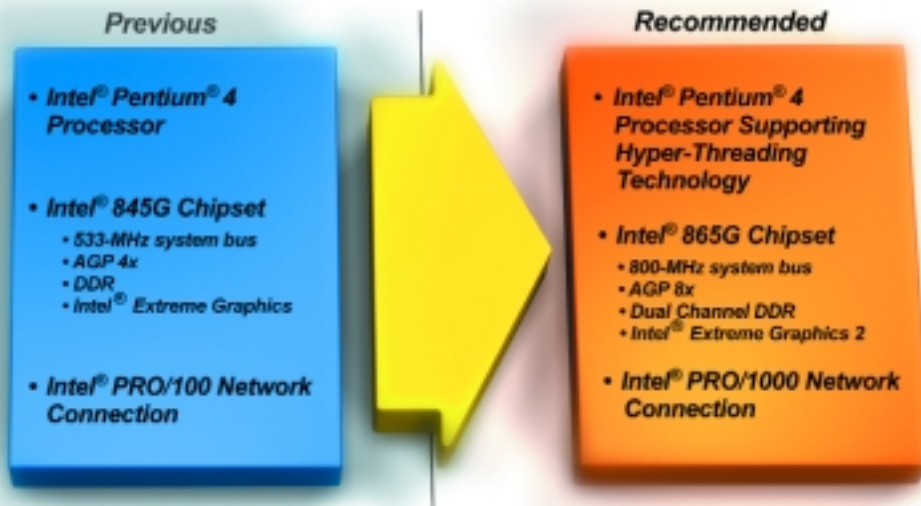 Previous
• Intel® Pentium® 4
Processor
• Intel® 845G Chipset
• 533-MHz system bus
• AGP 4x
• DDR
• Intel® Extreme Graphics
• Intel® PRO/100 Network
Connection
Recommended
• Intel® Pentium® 4
Processor Supporting
Hyper-Threading
Technology
• Intel® 865G Chipset
• 800-MHz system bus
• AGP 8x
• Dual Channel DDR
• Intel® Extreme Graphics 2
• Intel® PRO/1000 Network
Connection